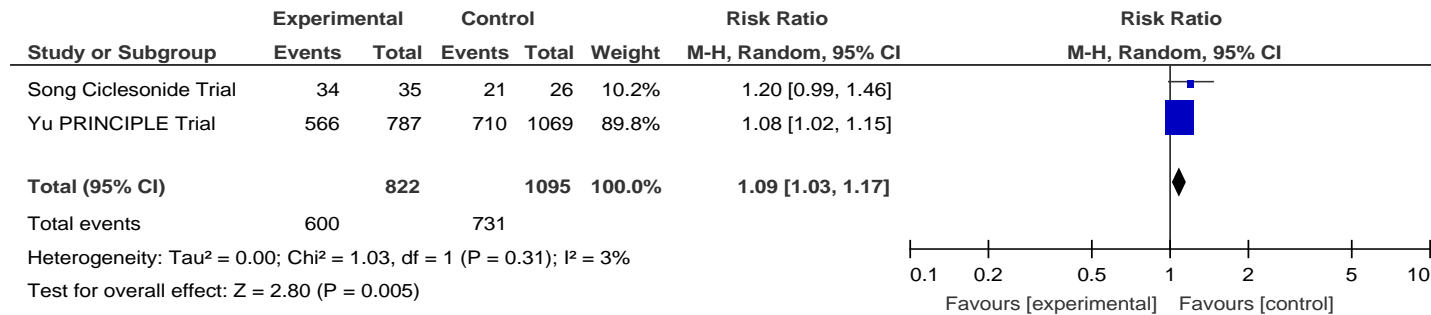 Experimental Control Risk Ratio Risk Ratio
Study or Subgroup Events Total Events Total Weight M-H, Random, 95% CI M-H, Random, 95% CI
Song Ciclesonide Trial 34 35 21 26 10.2% 1.20 [0.99, 1.46]
Yu PRINCIPLE Trial 566 787 710 1069 89.8% 1.08 [1.02, 1.15]
Total (95% CI) 822 1095 100.0% 1.09 [1.03, 1.17]
Total events 600 731
Heterogeneity: Tau² = 0.00; Chi² = 1.03, df = 1 (P = 0.31); I² = 3%
Test for overall effect: Z = 2.80 (P = 0.005)
0.1 0.2 0.5 1 2 5 10
Favours [experimental] Favours [control]